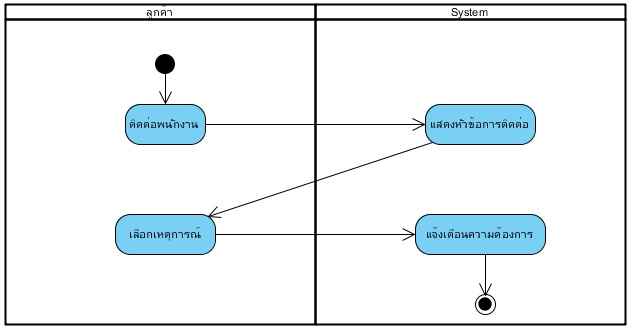 ลูกค้า
System
ติดต่อพนักงาน
แสดงหัวข้อการติดต่อ
เลือกเหตุการณ์
แจ้งเตือนความต้องการ